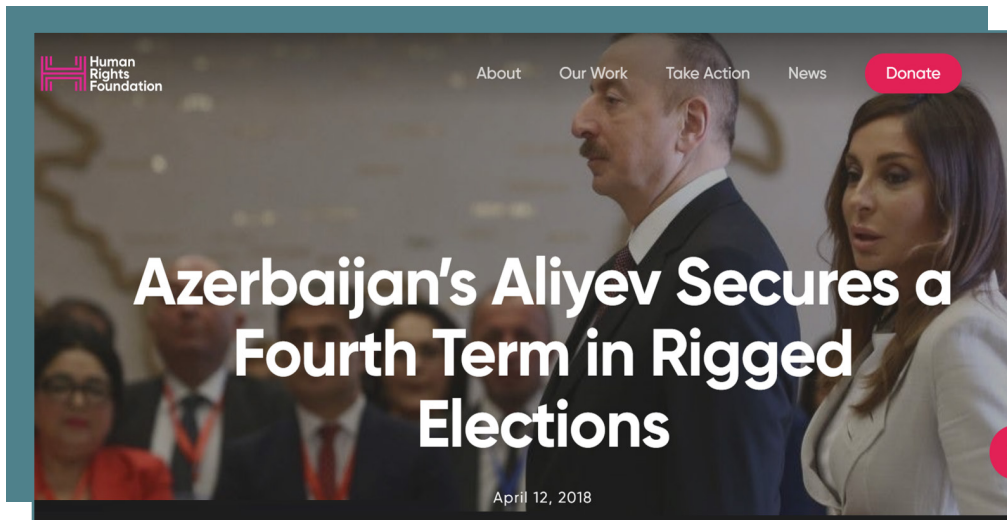 Human
Rights
Foundation
About Our Work Take Action News Donate
Azerbaijan's Aliyev Secures a
Fourth Term in Rigged
Elections
April 12, 2018